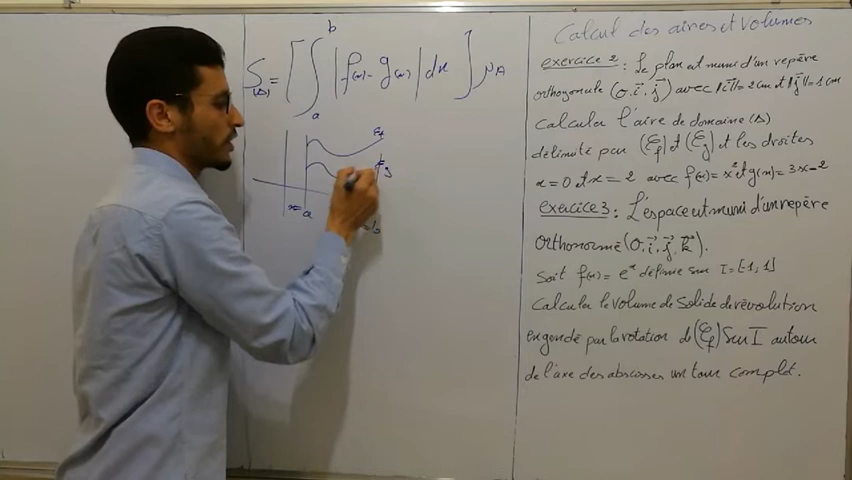 b
S(Δ) = [ ∫ |f(x) - g(x)| dx ] μA
a
Cf
Cg
x=a
=b
Calcul des aires et volumes
exercice 2 : Le plan est muni d'un repère
orthogonale (o, i⃗, j⃗) avec ||i⃗|| = 2cm et ||j⃗|| = 1cm
Calculer l'aire de domaine (Δ)
délimité par (Cf) et (Cg) et les droites
x = 0 et x = 2 avec f(x) = x² et g(x) = 3x - 2
exercice 3 : L'espace est muni d'un repère
orthonormé (O, i⃗, j⃗, k⃗).
Soit f(x) = eˣ définie sur I = [1, 1]
Calculer le volume de solide de révolution
engendé par la rotation de (Cf) sur I autour
de l'axe des abscisses un tour complet.